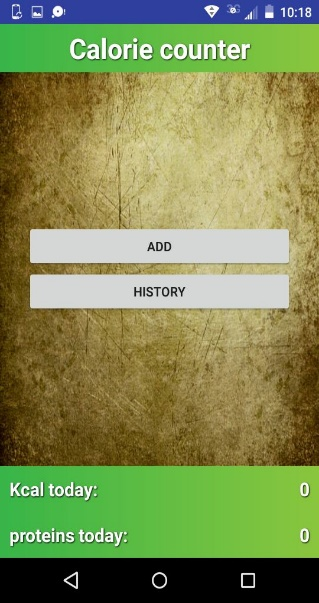 10:18
Calorie counter
ADD
HISTORY
Kcal today: 0
proteins today: 0